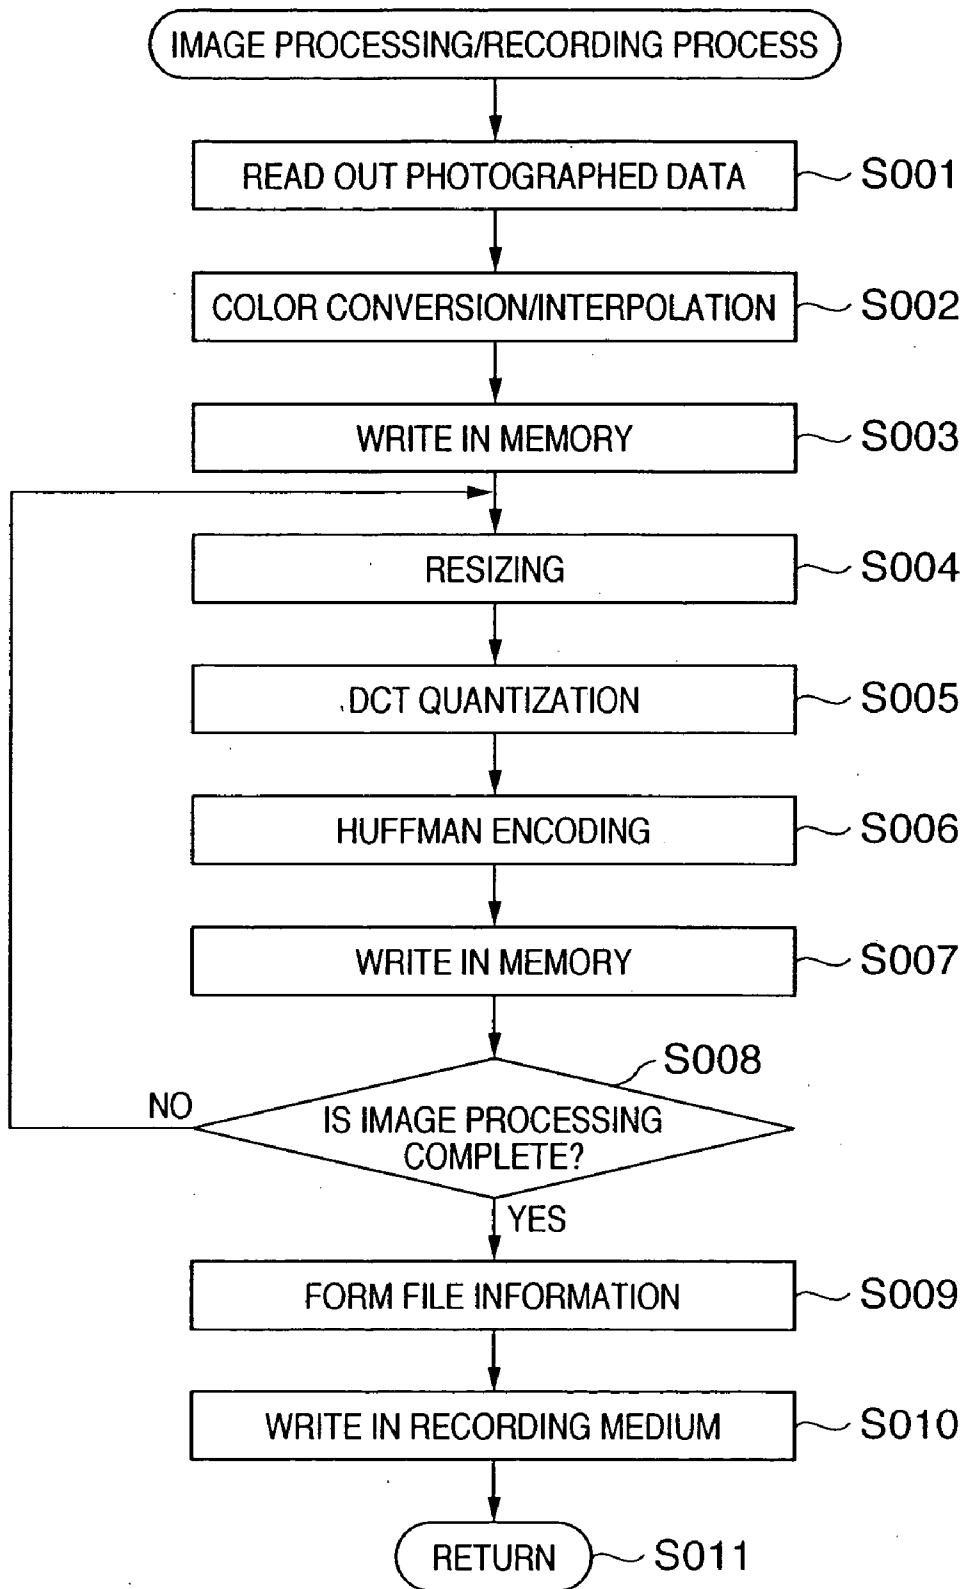 IMAGE PROCESSING/RECORDING PROCESS
READ OUT PHOTOGRAPHED DATA S001
COLOR CONVERSION/INTERPOLATION S002
WRITE IN MEMORY S003
RESIZING S004
DCT QUANTIZATION S005
HUFFMAN ENCODING S006
WRITE IN MEMORY S007
S008
NO
IS IMAGE PROCESSING
COMPLETE?
YES
FORM FILE INFORMATION S009
WRITE IN RECORDING MEDIUM S010
RETURN S011